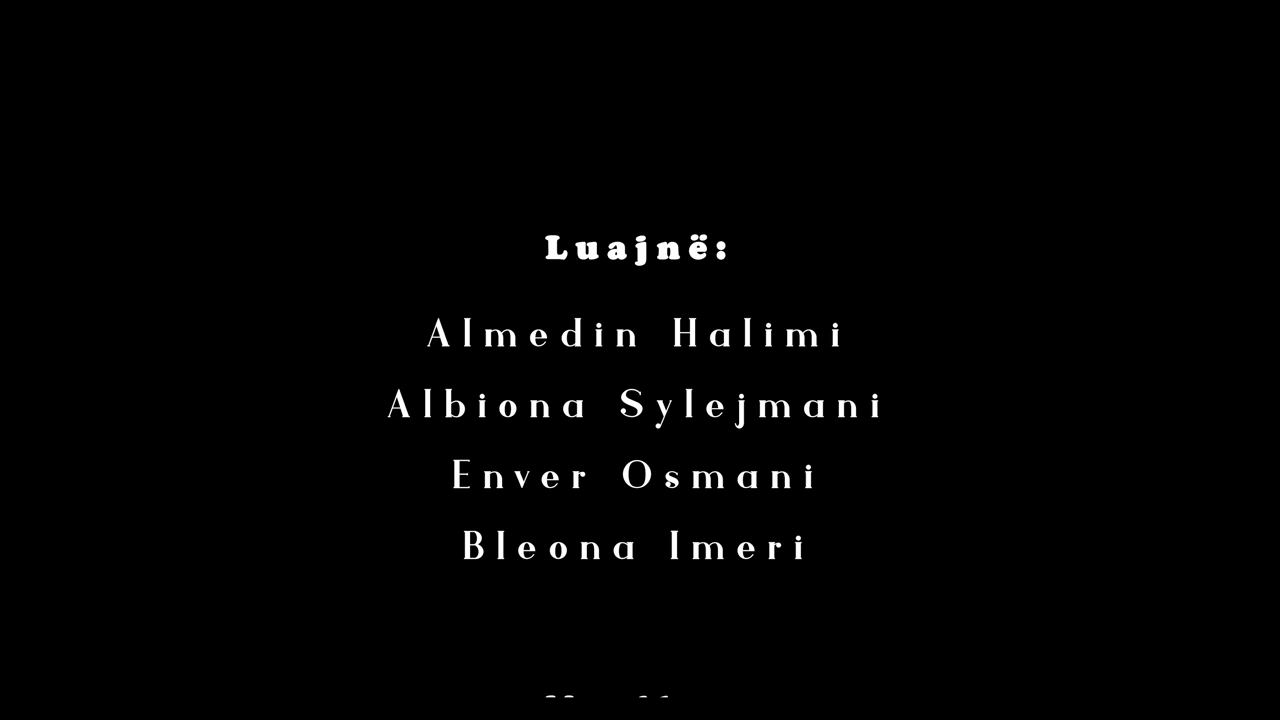 Luajnë:
Almedin Halimi
Albiona Sylejmani
Enver Osmani
Bleona Imeri